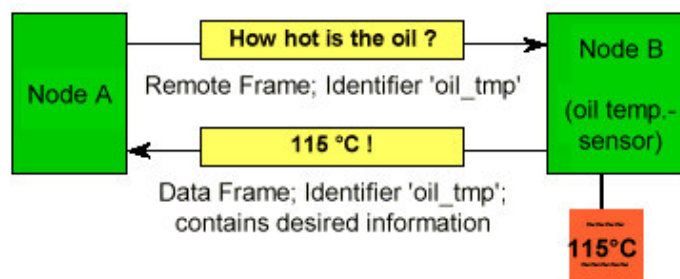 How hot is the oil ?
Node A
Remote Frame; Identifier 'oil_tmp'
Node B
(oil temp.-
sensor)
115 °C !
Data Frame; Identifier 'oil_tmp';
contains desired information
115°C